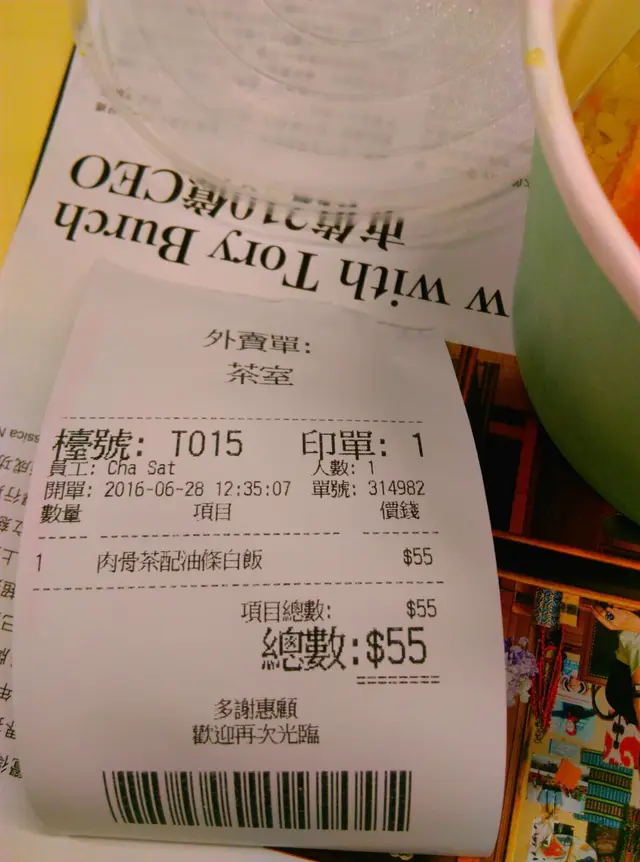 市值210億CEO
w with Tory Burch
外賣單:
茶室
檯號: T015 印單: 1
員工: Cha Sat 人數: 1
開單: 2016-06-28 12:35:07 單號: 314982
數量 項目 價錢
1 肉骨茶配油條白飯 $55
項目總數: $55
總數:$55
多謝惠顧
歡迎再次光臨